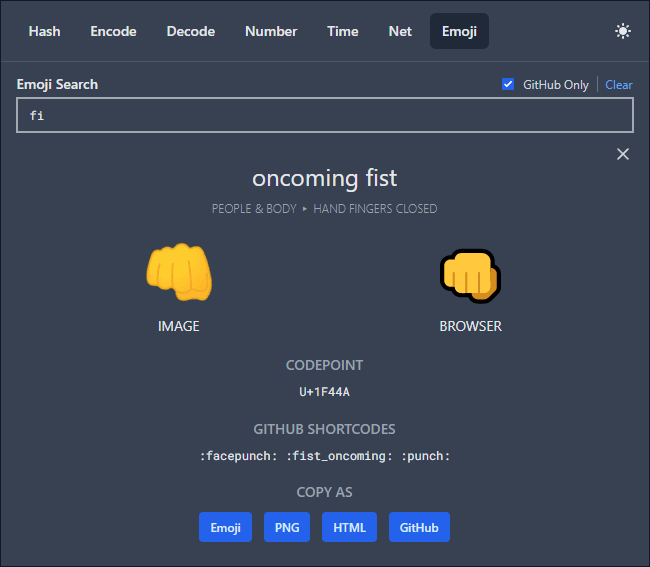 Hash Encode Decode Number Time Net Emoji
Emoji Search GitHub Only Clear
fi
oncoming fist
PEOPLE & BODY ▸ HAND FINGERS CLOSED
IMAGE BROWSER
CODEPOINT
U+1F44A
GITHUB SHORTCODES
:facepunch: :fist_oncoming: :punch:
COPY AS
Emoji PNG HTML GitHub